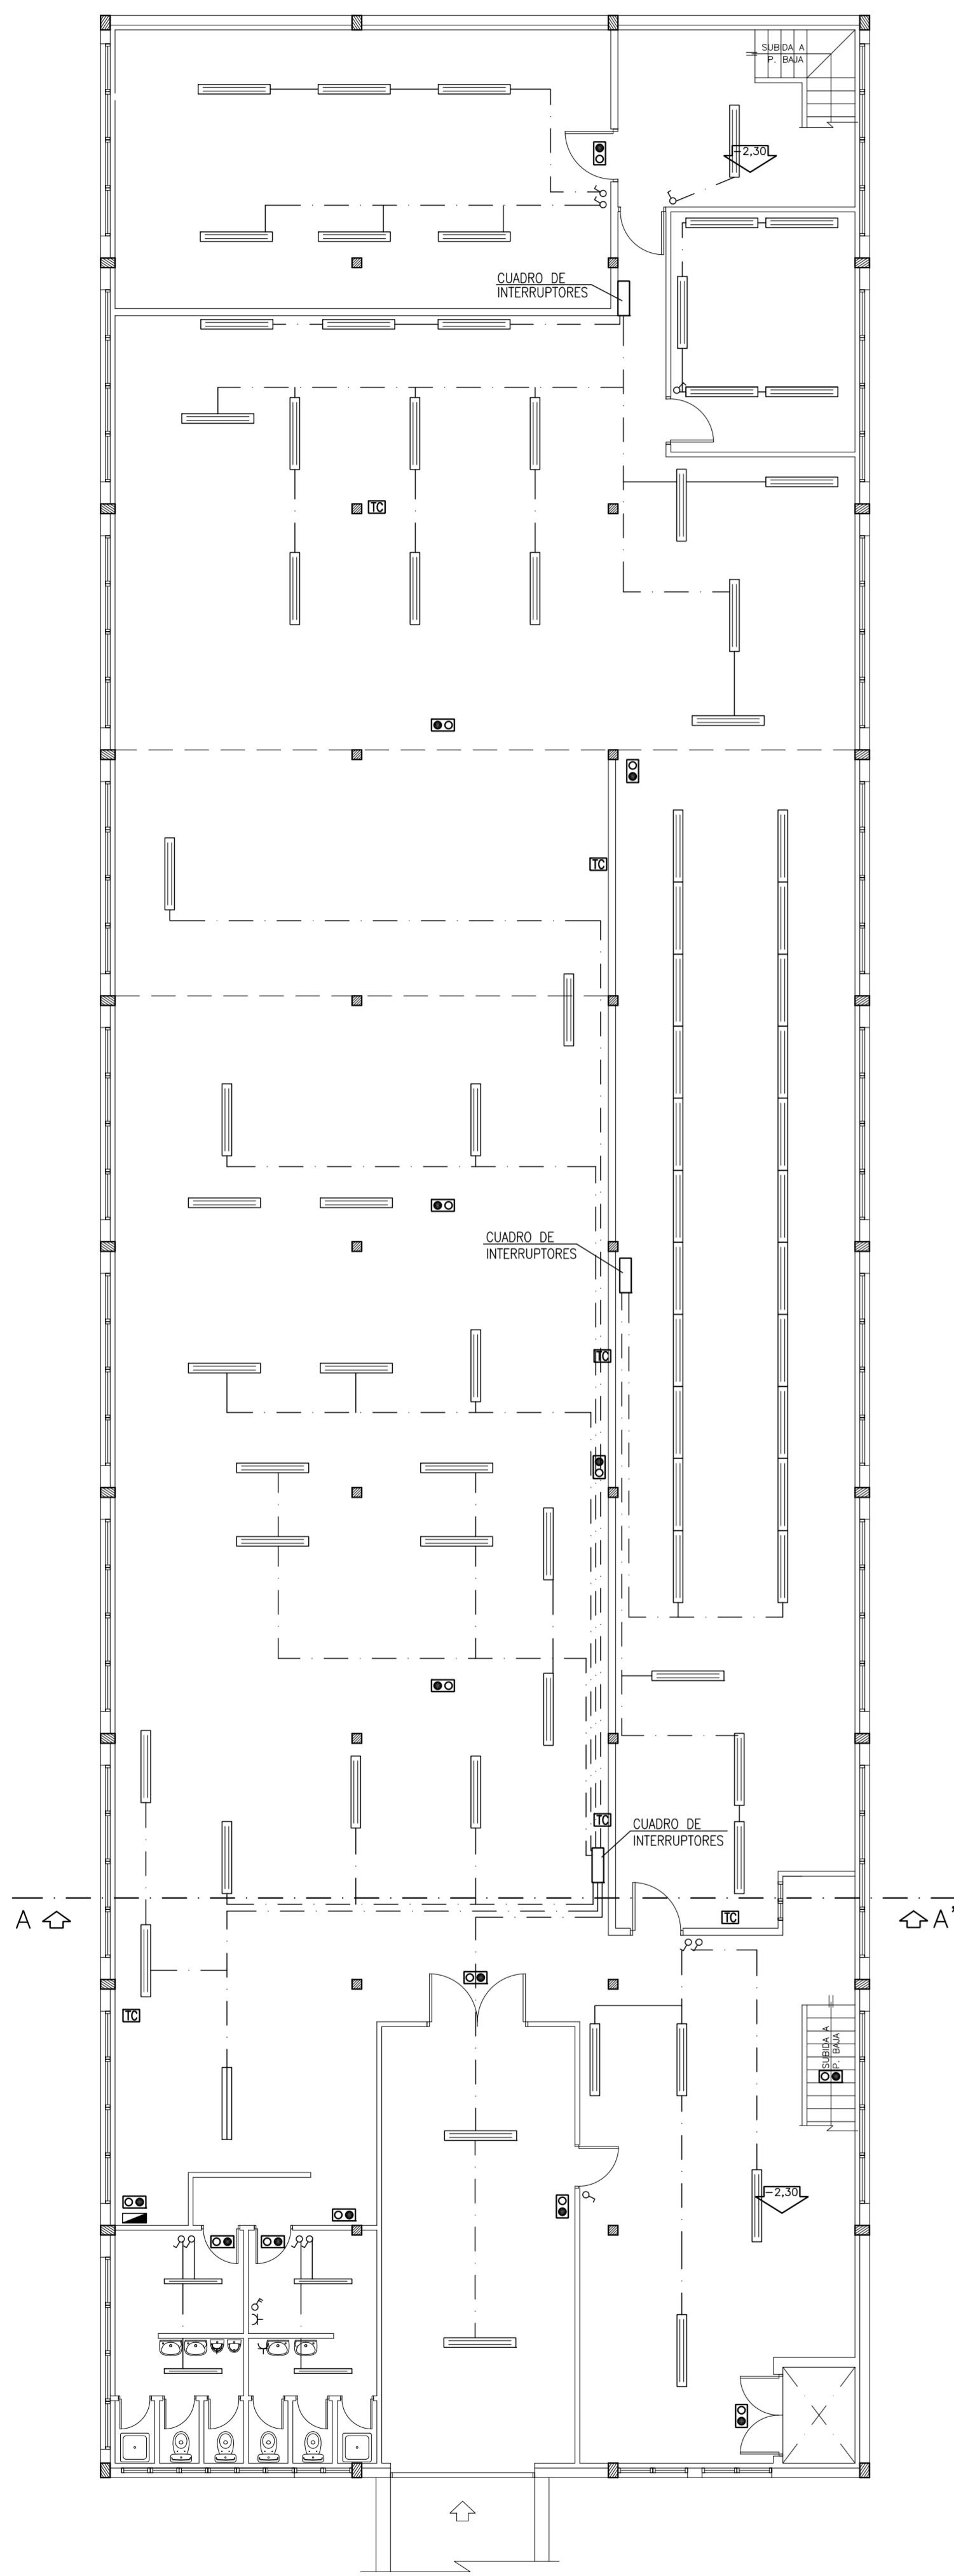 SUBIDA A
P. BAJA
-2,30
CUADRO DE
INTERRUPTORES
TC
TC
CUADRO DE
INTERRUPTORES
TC
TC
CUADRO DE
INTERRUPTORES
A
A'
TC
TC
SUBIDA A
P. BAJA
-2,30